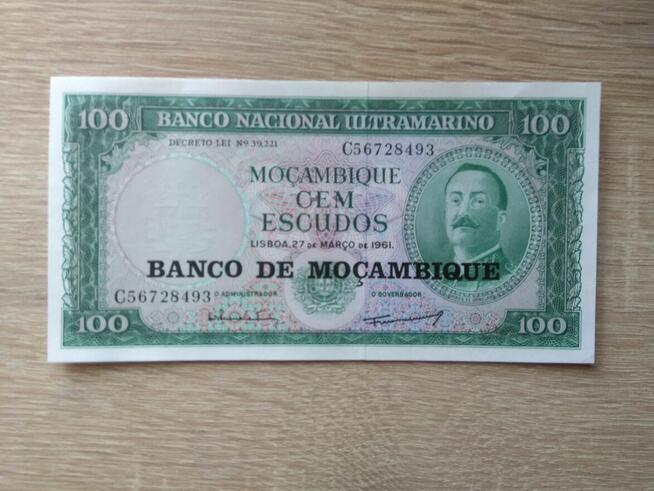 100 BANCO NACIONAL ULTRAMARINO 100
DECRETO LEI Nº 39.221
C56728493
MOÇAMBIQUE
CEM
ESCUDOS
LISBOA, 27 DE MARÇO DE 1961.
BANCO DE MOÇAMBIQUE
C56728493 O ADMINISTRADOR O GOVERNADOR
100 100